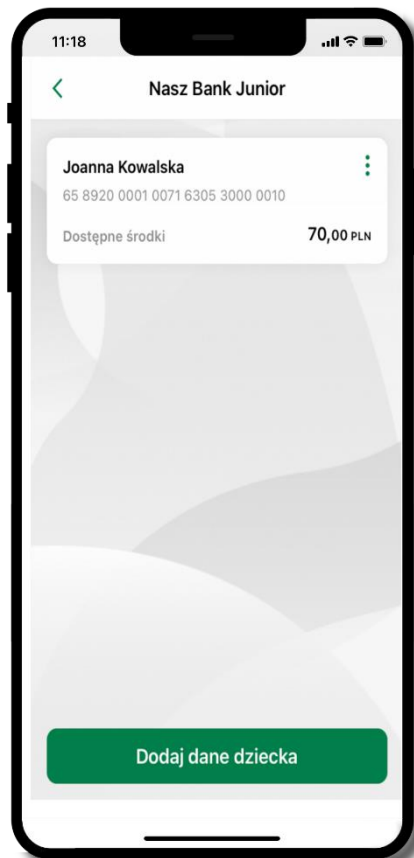 11:18
Nasz Bank Junior
Joanna Kowalska
65 8920 0001 0071 6305 3000 0010
Dostępne środki 70,00 PLN
Dodaj dane dziecka